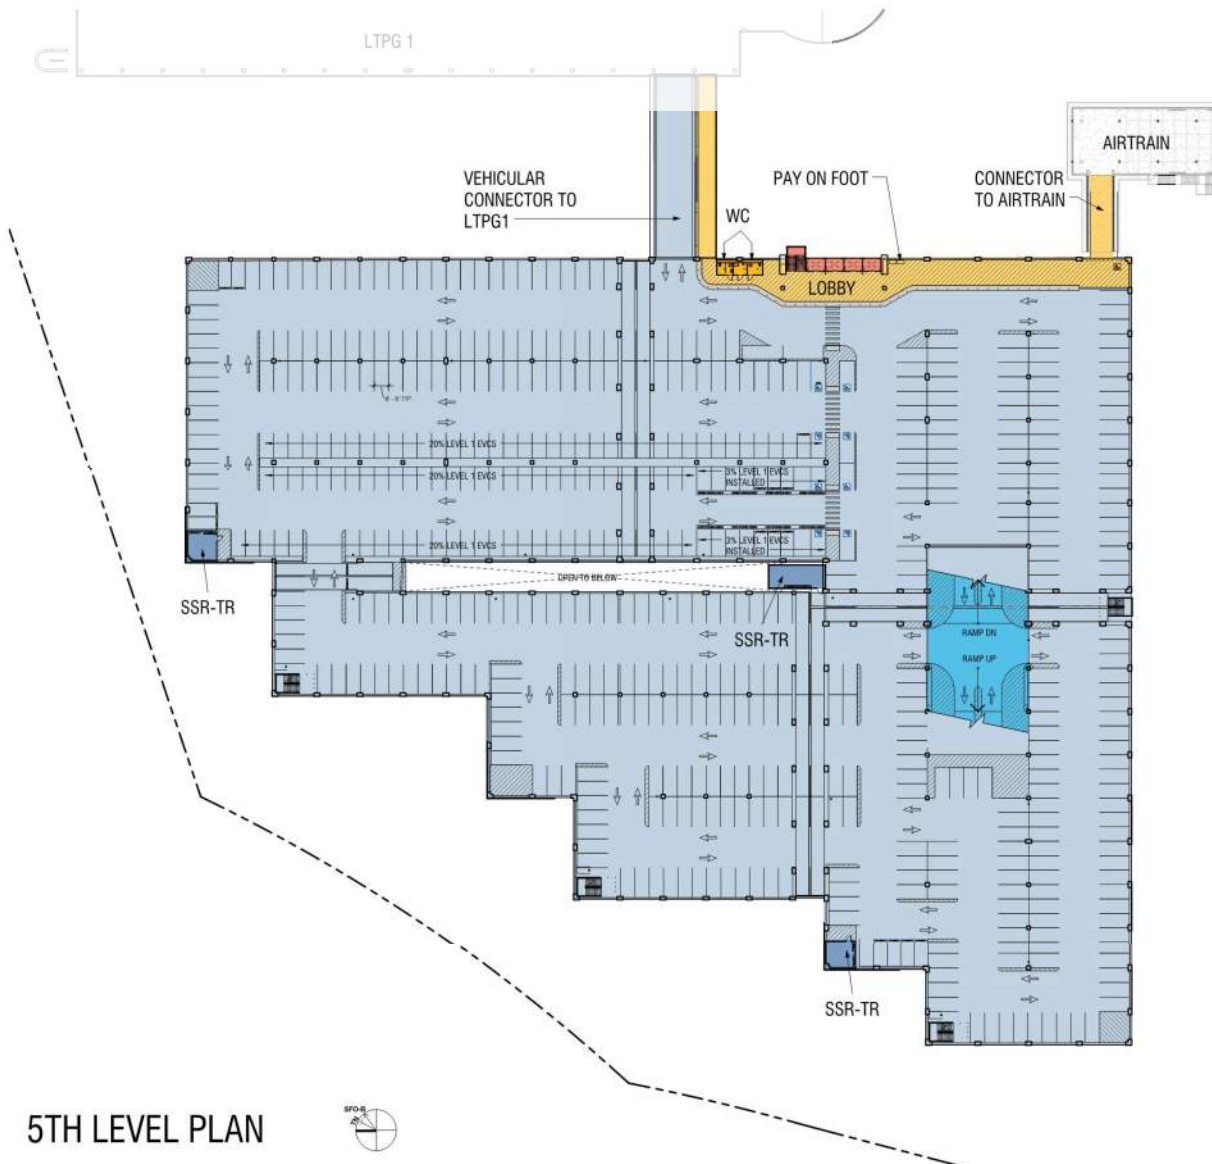 LTPG 1
AIRTRAIN
VEHICULAR
CONNECTOR TO
LTPG1
WC
PAY ON FOOT
CONNECTOR
TO AIRTRAIN
LOBBY
20% LEVEL 1 EVCS
20% LEVEL 1 EVCS
3% LEVEL 1 EVCS
INSTALLED
20% LEVEL 1 EVCS
3% LEVEL 1 EVCS
INSTALLED
OPEN TO BELOW
SSR-TR
SSR-TR
RAMP DN
RAMP UP
SSR-TR
5TH LEVEL PLAN
SFO-R
TN